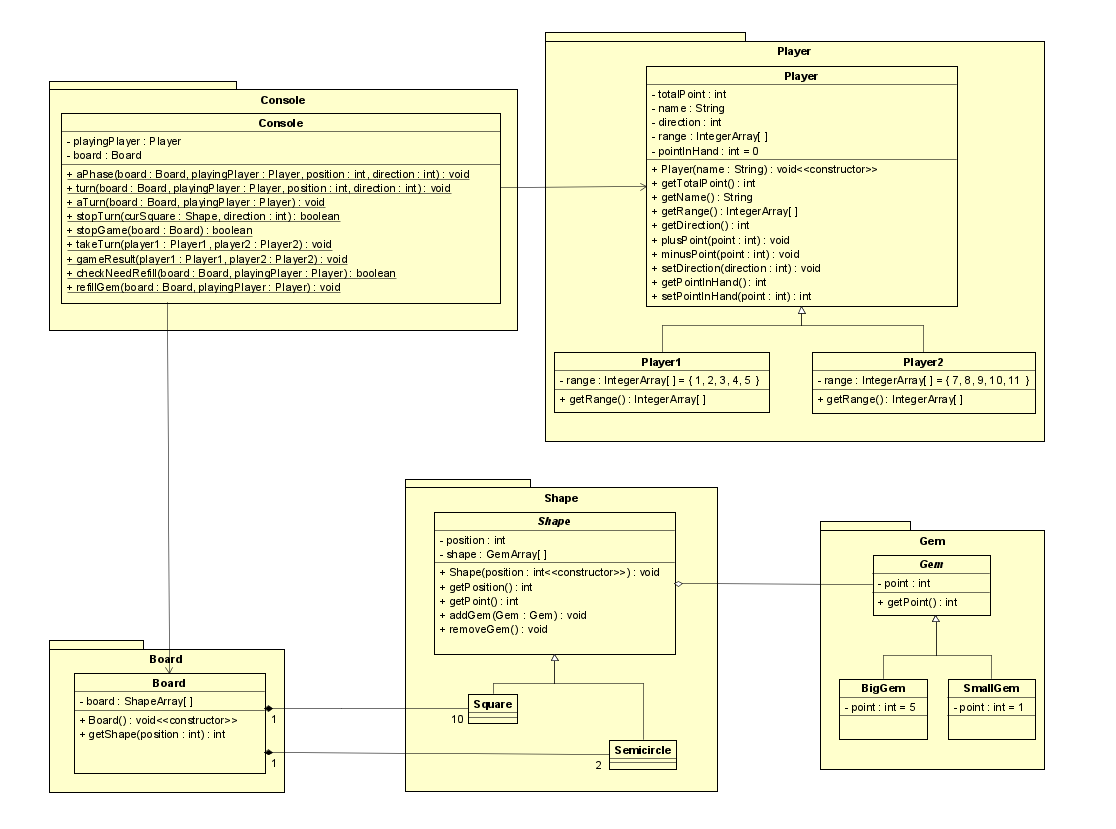 Console
Console
- playingPlayer : Player
- board : Board
+ aPhase(board : Board, playingPlayer : Player, position : int, direction : int) : void
+ turn(board : Board, playingPlayer : Player, position : int, direction : int) : void
+ aTurn(board : Board, playingPlayer : Player) : void
+ stopTurn(curSquare : Shape, direction : int) : boolean
+ stopGame(board : Board) : boolean
+ takeTurn(player1 : Player1, player2 : Player2) : void
+ gameResult(player1 : Player1, player2 : Player2) : void
+ checkNeedRefill(board : Board, playingPlayer : Player) : boolean
+ refillGem(board : Board, playingPlayer : Player) : void
Player
Player
- totalPoint : int
- name : String
- direction : int
- range : IntegerArray[ ]
- pointInHand : int = 0
+ Player(name : String) : void<<constructor>>
+ getTotalPoint() : int
+ getName() : String
+ getRange() : IntegerArray[ ]
+ getDirection() : int
+ plusPoint(point : int) : void
+ minusPoint(point : int) : void
+ setDirection(direction : int) : void
+ getPointInHand() : int
+ setPointInHand(point : int) : int
Player1
- range : IntegerArray[ ] = { 1, 2, 3, 4, 5 }
+ getRange() : IntegerArray[ ]
Player2
- range : IntegerArray[ ] = { 7, 8, 9, 10, 11 }
+ getRange() : IntegerArray[ ]
Shape
Shape
- position : int
- shape : GemArray[ ]
+ Shape(position : int<<constructor>>) : void
+ getPosition() : int
+ getPoint() : int
+ addGem(Gem : Gem) : void
+ removeGem() : void
Square
10
Semicircle
2
Gem
Gem
- point : int
+ getPoint() : int
BigGem
- point : int = 5
SmallGem
- point : int = 1
Board
Board
- board : ShapeArray[ ]
+ Board() : void<<constructor>>
+ getShape(position : int) : int
1
1